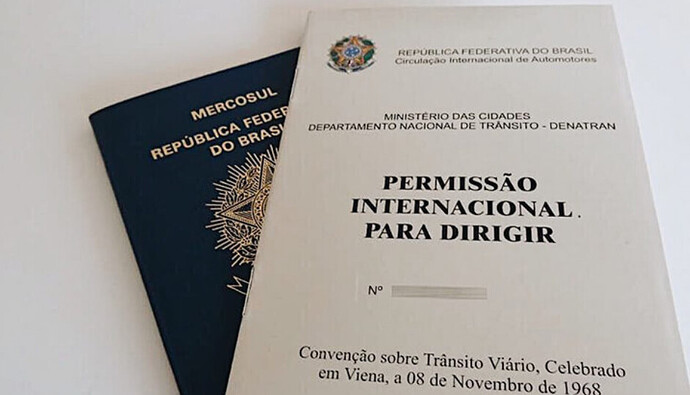 MERCOSUL
REPÚBLICA FEDER
DO BRASIL
REPÚBLICA FEDERATIVA DO BRASIL
Circulação Internacional de Automotores
MINISTÉRIO DAS CIDADES
DEPARTAMENTO NACIONAL DE TRÂNSITO - DENATRAN
PERMISSÃO
INTERNACIONAL
PARA DIRIGIR
Nº
Convenção sobre Trânsito Viário, Celebrado
em Viena, a 08 de Novembro de 1968